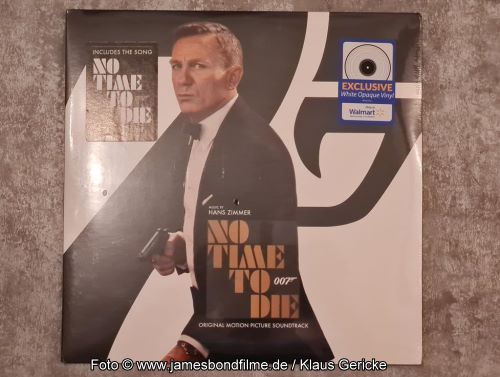 INCLUDES THE SONG
NO
TIME
TO
DIE
EXCLUSIVE
White Opaque Vinyl
Walmart
MUSIC BY
HANS ZIMMER
NO
TIME
TO 007
DIE
ORIGINAL MOTION PICTURE SOUNDTRACK
Foto © www.jamesbondfilme.de / Klaus Gericke